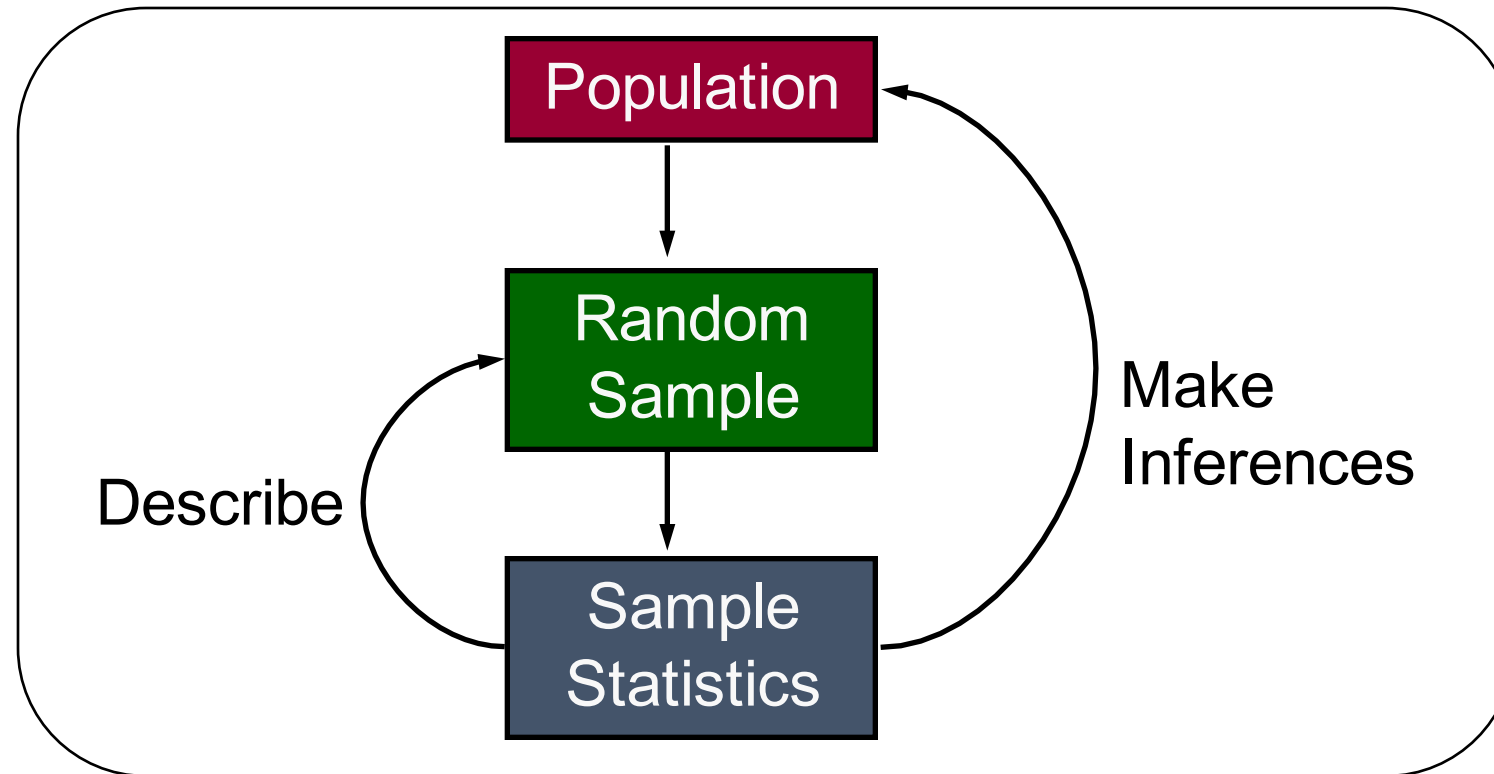 Population
Random
Sample
Make
Inferences
Describe
Sample
Statistics